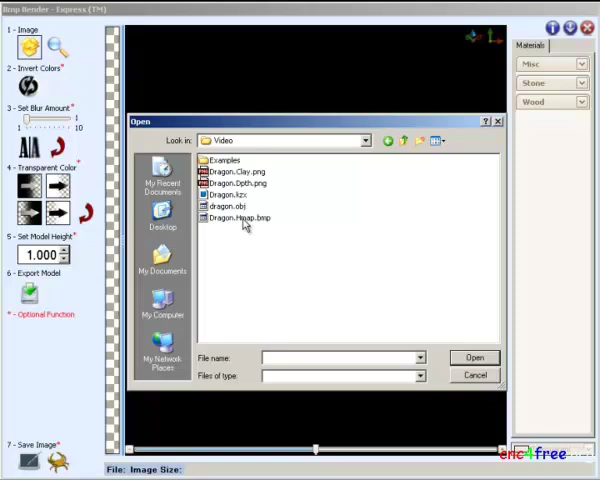 Bmp Render - Express (TM)
1 - Image
2 - Invert Colors*
3 - Set Blur Amount*
1
1 10
4 - Transparent Color*
5 - Set Model Height*
1.000
6 - Export Model
* - Optional Function
7 - Save Image*
Open
Look in: Video
My Recent
Documents
Desktop
My Documents
My Computer
My Network
Places
Examples
Dragon.Clay.png
Dragon.Dpth.png
Dragon.kzx
dragon.obj
Dragon.Hmap.bmp
File name:
Open
Files of type:
Cancel
Materials
Misc
Stone
Wood
File: Image Size:
cnc4free